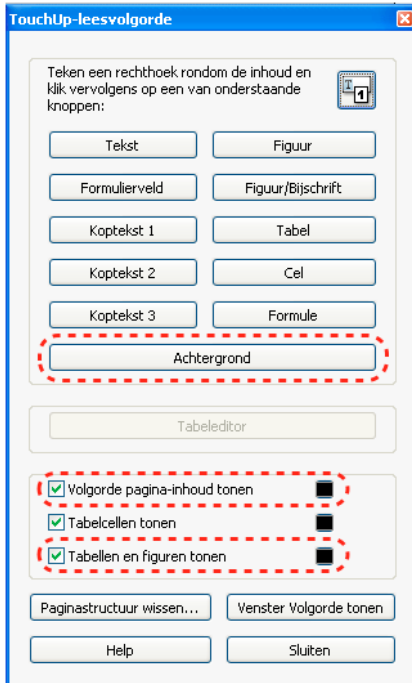 TouchUp-leesvolgorde
Teken een rechthoek rondom de inhoud en
klik vervolgens op een van onderstaande
knoppen:
Tekst
Figuur
Formulierveld
Figuur/Bijschrift
Koptekst 1
Tabel
Koptekst 2
Cel
Koptekst 3
Formule
Achtergrond
Tabeleditor
Volgorde pagina-inhoud tonen
Tabelcellen tonen
Tabellen en figuren tonen
Paginastructuur wissen...
Venster Volgorde tonen
Help
Sluiten